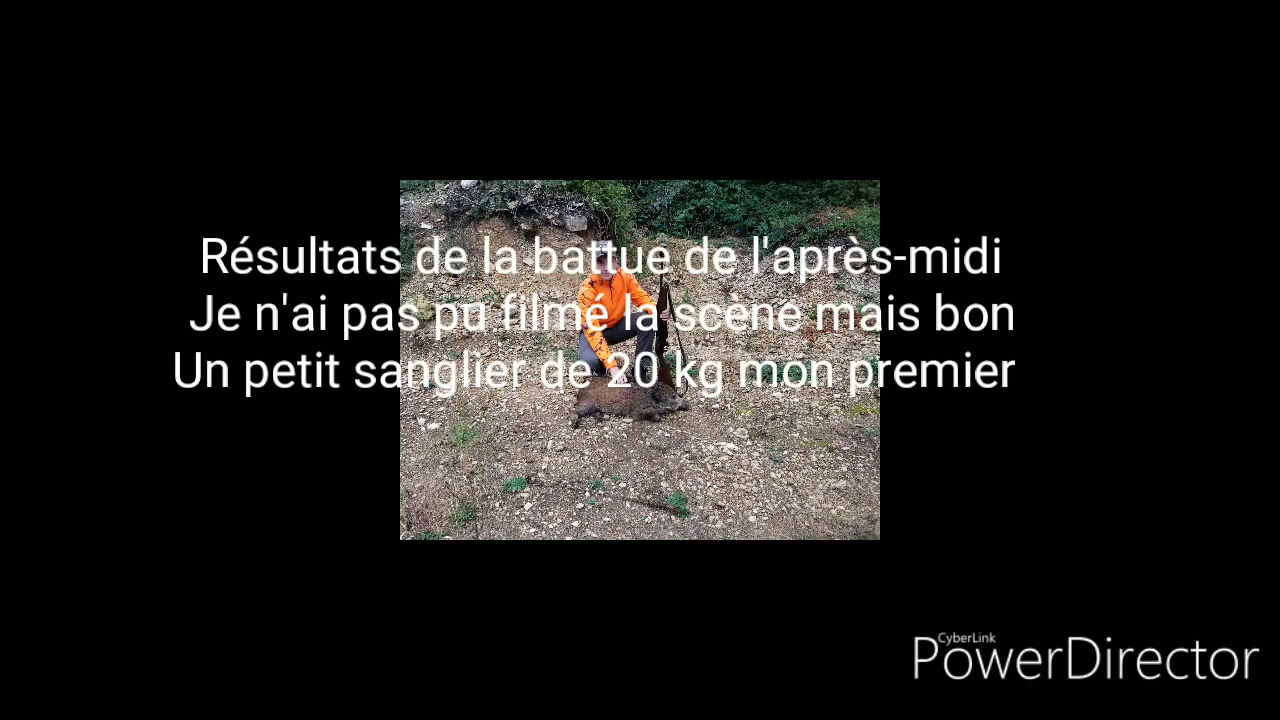 Résultats de la battue de l'après-midi
Je n'ai pas pu filmé la scène mais bon
Un petit sanglier de 20 kg mon premier
CyberLink
PowerDirector